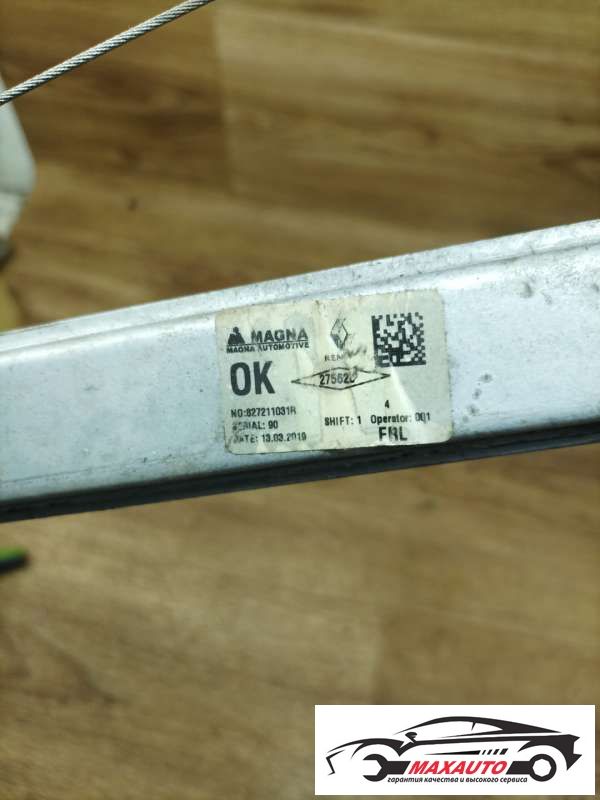 MAGNA
MAGNA AUTOMOTIVE
OK
NO:827211031R
SERIAL: 90
DATE: 13.03.2019
SHIFT: 1
4
Operator: 001
FRL
MAXAUTO
гарантия качества и высокого сервиса